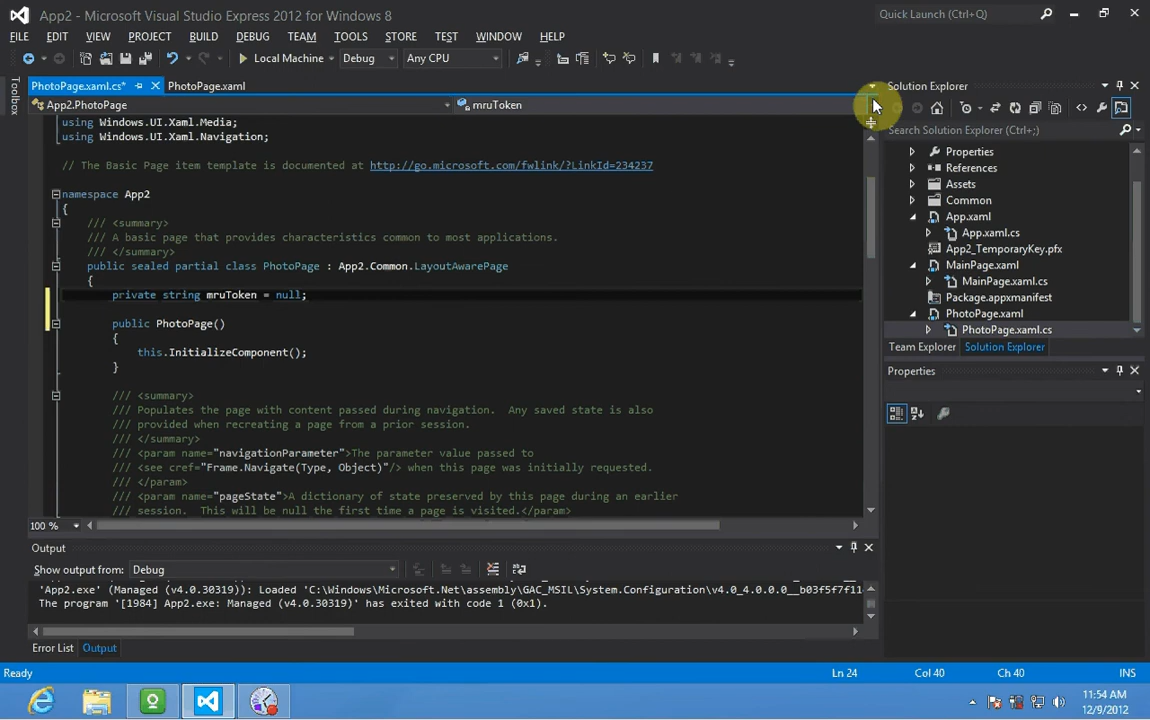 App2 - Microsoft Visual Studio Express 2012 for Windows 8
Quick Launch (Ctrl+Q)
FILE EDIT VIEW PROJECT BUILD DEBUG TEAM TOOLS STORE TEST WINDOW HELP
Local Machine Debug Any CPU
Toolbox
PhotoPage.xaml.cs* PhotoPage.xaml
App2.PhotoPage mruToken
using Windows.UI.Xaml.Media;
using Windows.UI.Xaml.Navigation;
// The Basic Page item template is documented at http://go.microsoft.com/fwlink/?LinkId=234237
namespace App2
{
/// <summary>
/// A basic page that provides characteristics common to most applications.
/// </summary>
public sealed partial class PhotoPage : App2.Common.LayoutAwarePage
{
private string mruToken = null;
public PhotoPage()
{
this.InitializeComponent();
}
/// <summary>
/// Populates the page with content passed during navigation.  Any saved state is also
/// provided when recreating a page from a prior session.
/// </summary>
/// <param name="navigationParameter">The parameter value passed to
/// <see cref="Frame.Navigate(Type, Object)"/> when this page was initially requested.
/// </param>
/// <param name="pageState">A dictionary of state preserved by this page during an earlier
/// session.  This will be null the first time a page is visited.</param>
100 %
Solution Explorer
Search Solution Explorer (Ctrl+;)
Properties
References
Assets
Common
App.xaml
App.xaml.cs
App2_TemporaryKey.pfx
MainPage.xaml
MainPage.xaml.cs
Package.appxmanifest
PhotoPage.xaml
PhotoPage.xaml.cs
Team Explorer Solution Explorer
Properties
Output
Show output from: Debug
'App2.exe' (Managed (v4.0.30319)): Loaded 'C:\Windows\Microsoft.Net\assembly\GAC_MSIL\System.Configuration\v4.0_4.0.0.0__b03f5f7f11
The program '[1984] App2.exe: Managed (v4.0.30319)' has exited with code 1 (0x1).
Error List Output
Ready Ln 24 Col 40 Ch 40 INS
11:54 AM
12/9/2012